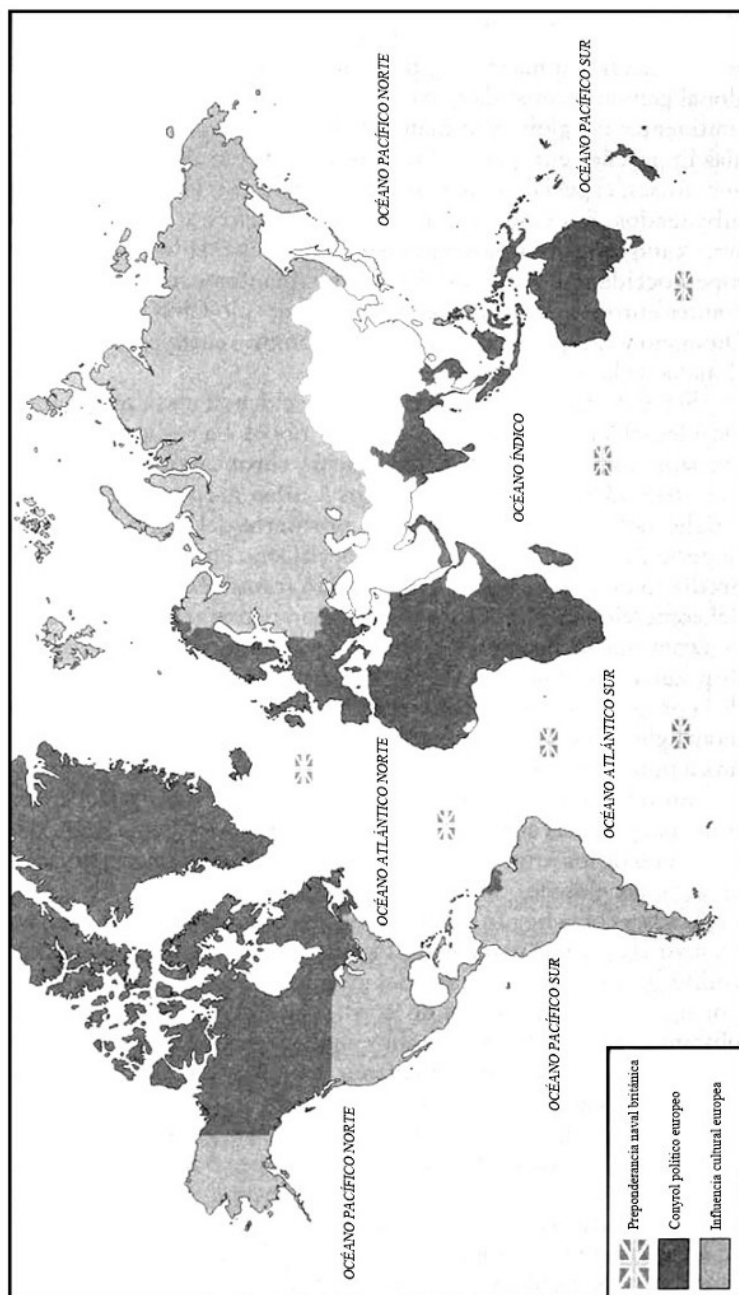 OCÉANO PACÍFICO NORTE
OCÉANO ATLÁNTICO NORTE
OCÉANO PACÍFICO NORTE
OCÉANO PACÍFICO SUR
OCÉANO ATLÁNTICO SUR
OCÉANO ÍNDICO
OCÉANO PACÍFICO SUR
Preponderancia naval británica
Conyrol político europeo
Influencia cultural europea